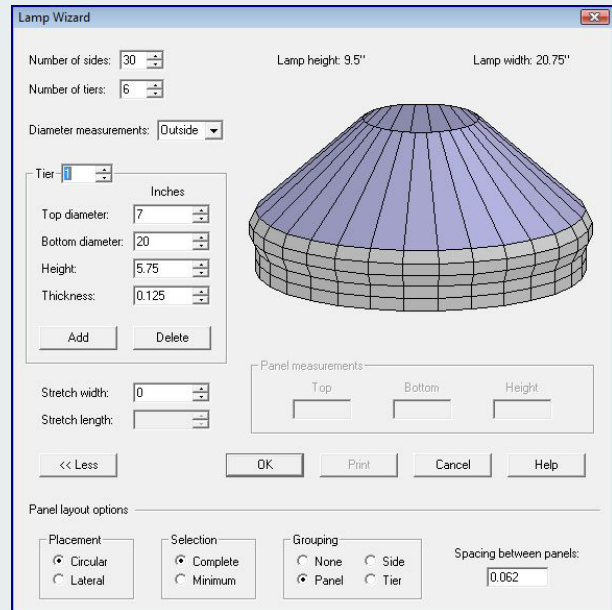 Lamp Wizard
Number of sides: 30
Lamp height: 9.5"
Lamp width: 20.75"
Number of tiers: 6
Diameter measurements: Outside
Tier 1
Inches
Top diameter: 7
Bottom diameter: 20
Height: 5.75
Thickness: 0.125
Add
Delete
Stretch width: 0
Stretch length:
Panel measurements
Top
Bottom
Height
<< Less
OK
Print
Cancel
Help
Panel layout options
Placement
Circular
Lateral
Selection
Complete
Minimum
Grouping
None
Side
Panel
Tier
Spacing between panels:
0.062